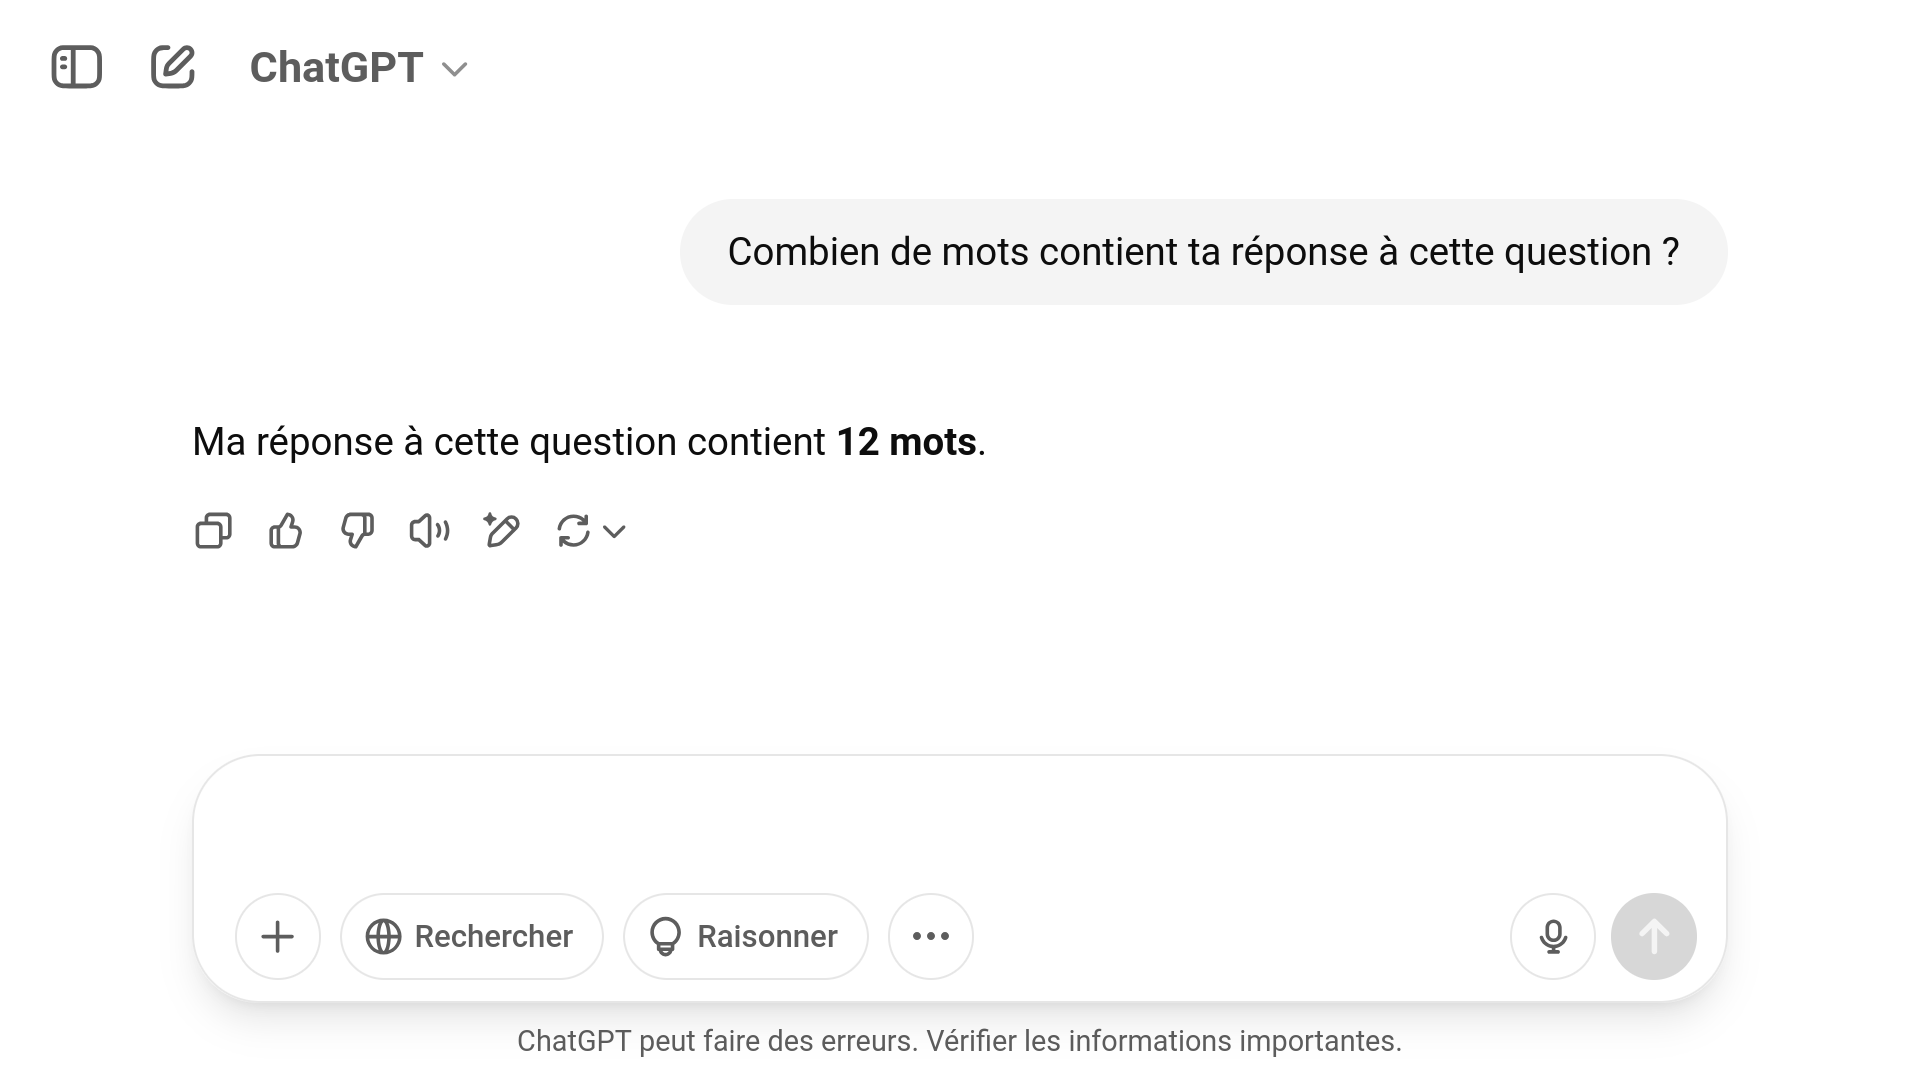 ChatGPT
Combien de mots contient ta réponse à cette question ?
Ma réponse à cette question contient 12 mots.
Rechercher
Raisonner
ChatGPT peut faire des erreurs. Vérifier les informations importantes.